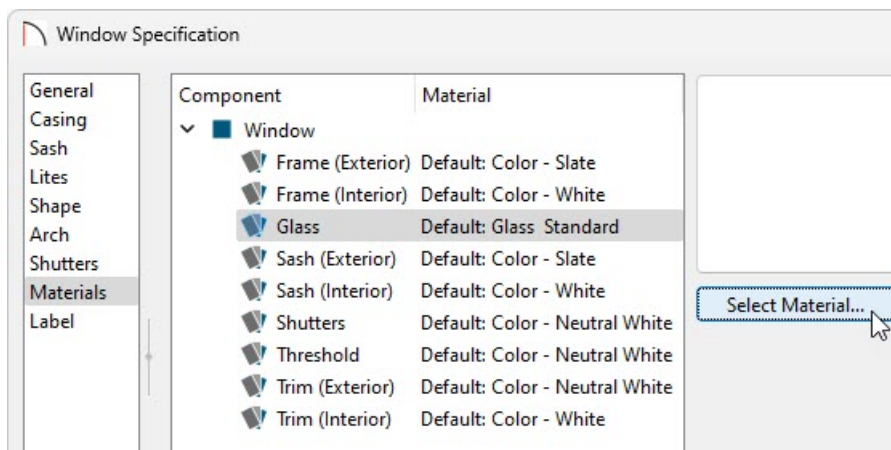 Window Specification
General
Casing
Sash
Lites
Shape
Arch
Shutters
Materials
Label
Component Material
Window
Frame (Exterior) Default: Color - Slate
Frame (Interior) Default: Color - White
Glass Default: Glass  Standard
Sash (Exterior) Default: Color - Slate
Sash (Interior) Default: Color - White
Shutters Default: Color - Neutral White
Threshold Default: Color - Neutral White
Trim (Exterior) Default: Color - Neutral White
Trim (Interior) Default: Color - White
Select Material...